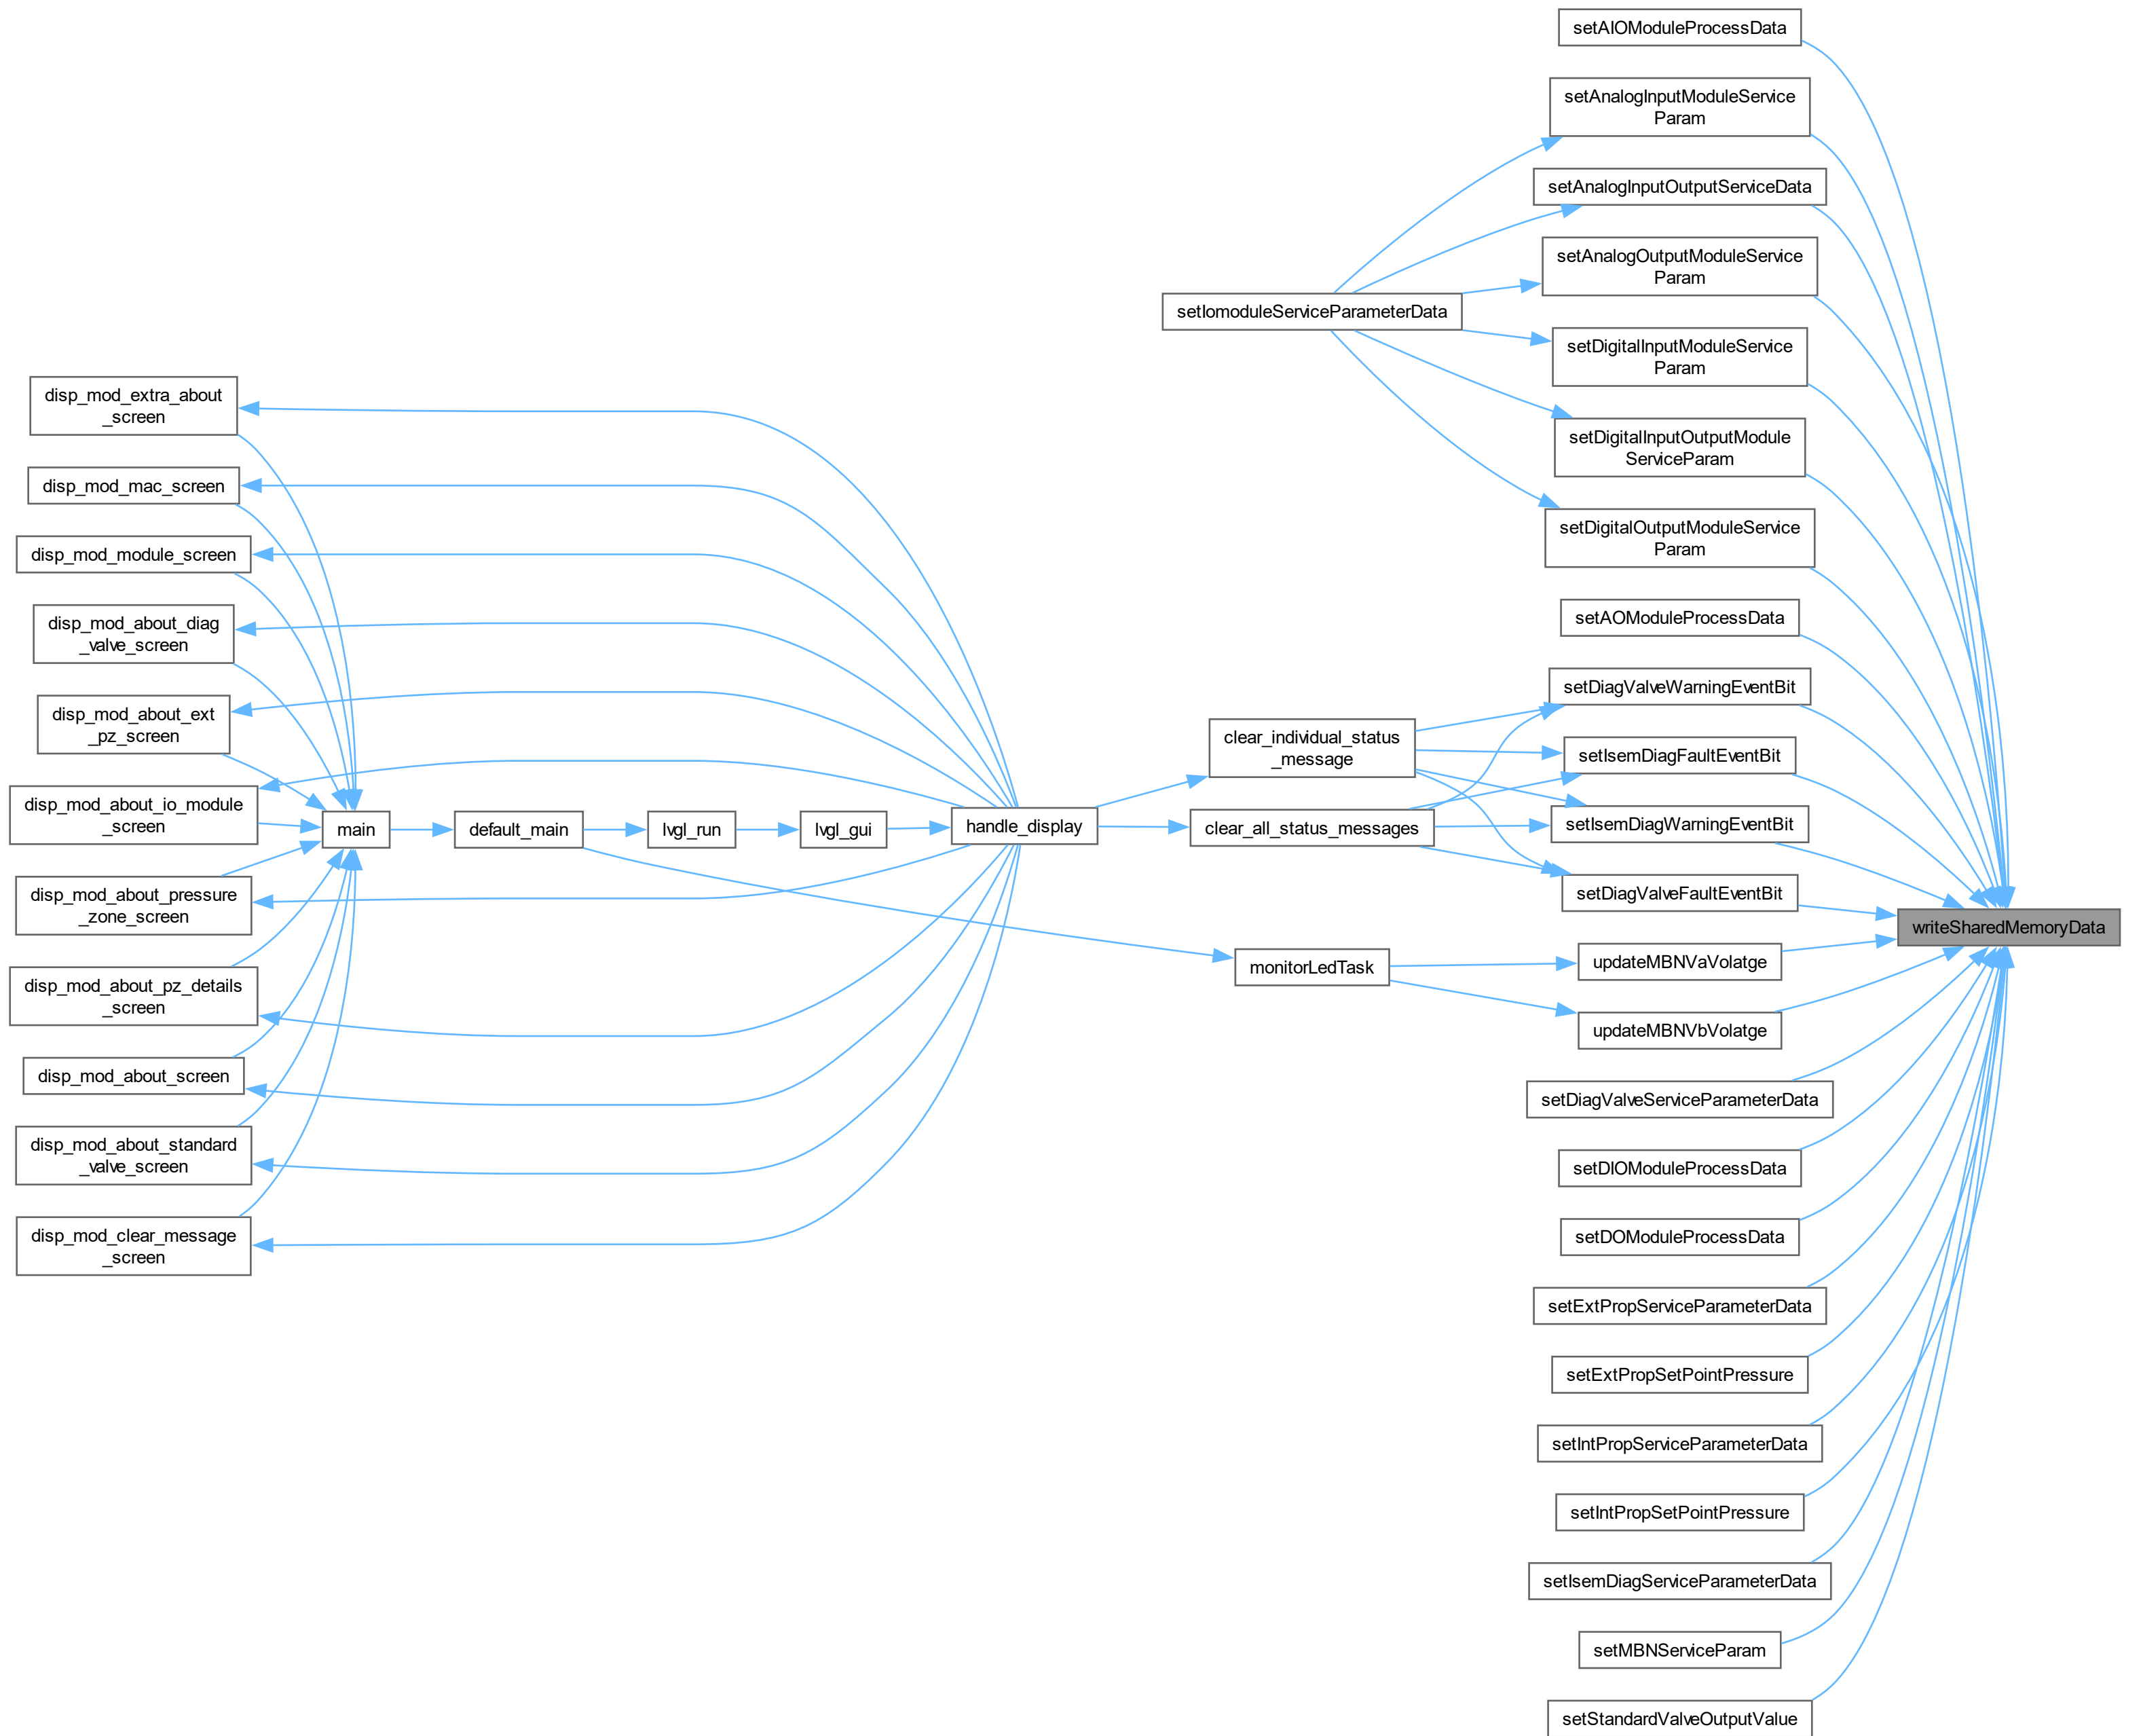 disp_mod_extra_about
_screen
disp_mod_mac_screen
disp_mod_module_screen
disp_mod_about_diag
_valve_screen
disp_mod_about_ext
_pz_screen
disp_mod_about_io_module
_screen
disp_mod_about_pressure
_zone_screen
disp_mod_about_pz_details
_screen
disp_mod_about_screen
disp_mod_about_standard
_valve_screen
disp_mod_clear_message
_screen
main
default_main
lvgl_run
lvgl_gui
handle_display
setIomoduleServiceParameterData
clear_individual_status
_message
clear_all_status_messages
monitorLedTask
setAIOModuleProcessData
setAnalogInputModuleService
Param
setAnalogInputOutputServiceData
setAnalogOutputModuleService
Param
setDigitalInputModuleService
Param
setDigitalInputOutputModule
ServiceParam
setDigitalOutputModuleService
Param
setAOModuleProcessData
setDiagValveWarningEventBit
setIsemDiagFaultEventBit
setIsemDiagWarningEventBit
setDiagValveFaultEventBit
updateMBNVaVolatge
updateMBNVbVolatge
setDiagValveServiceParameterData
setDIOModuleProcessData
setDOModuleProcessData
setExtPropServiceParameterData
setExtPropSetPointPressure
setIntPropServiceParameterData
setIntPropSetPointPressure
setIsemDiagServiceParameterData
setMBNServiceParam
setStandardValveOutputValue
writeSharedMemoryData